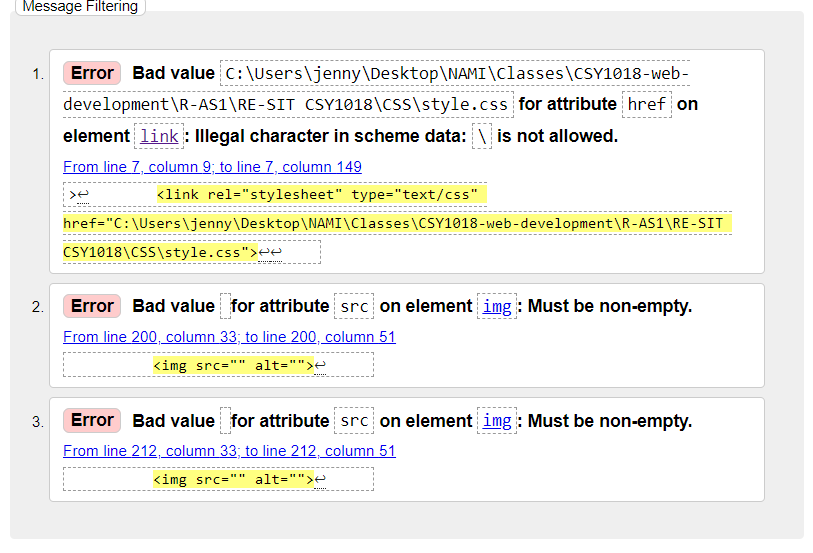 Message Filtering
1. Error Bad value C:\Users\jenny\Desktop\NAMI\Classes\CSY1018-web-
development\R-AS1\RE-SIT CSY1018\CSS\style.css for attribute href on
element link: Illegal character in scheme data: \ is not allowed.
From line 7, column 9; to line 7, column 149
>↩ <link rel="stylesheet" type="text/css"
href="C:\Users\jenny\Desktop\NAMI\Classes\CSY1018-web-development\R-AS1\RE-SIT
CSY1018\CSS\style.css">↩↩
2. Error Bad value for attribute src on element img: Must be non-empty.
From line 200, column 33; to line 200, column 51
<img src="" alt="">↩
3. Error Bad value for attribute src on element img: Must be non-empty.
From line 212, column 33; to line 212, column 51
<img src="" alt="">↩